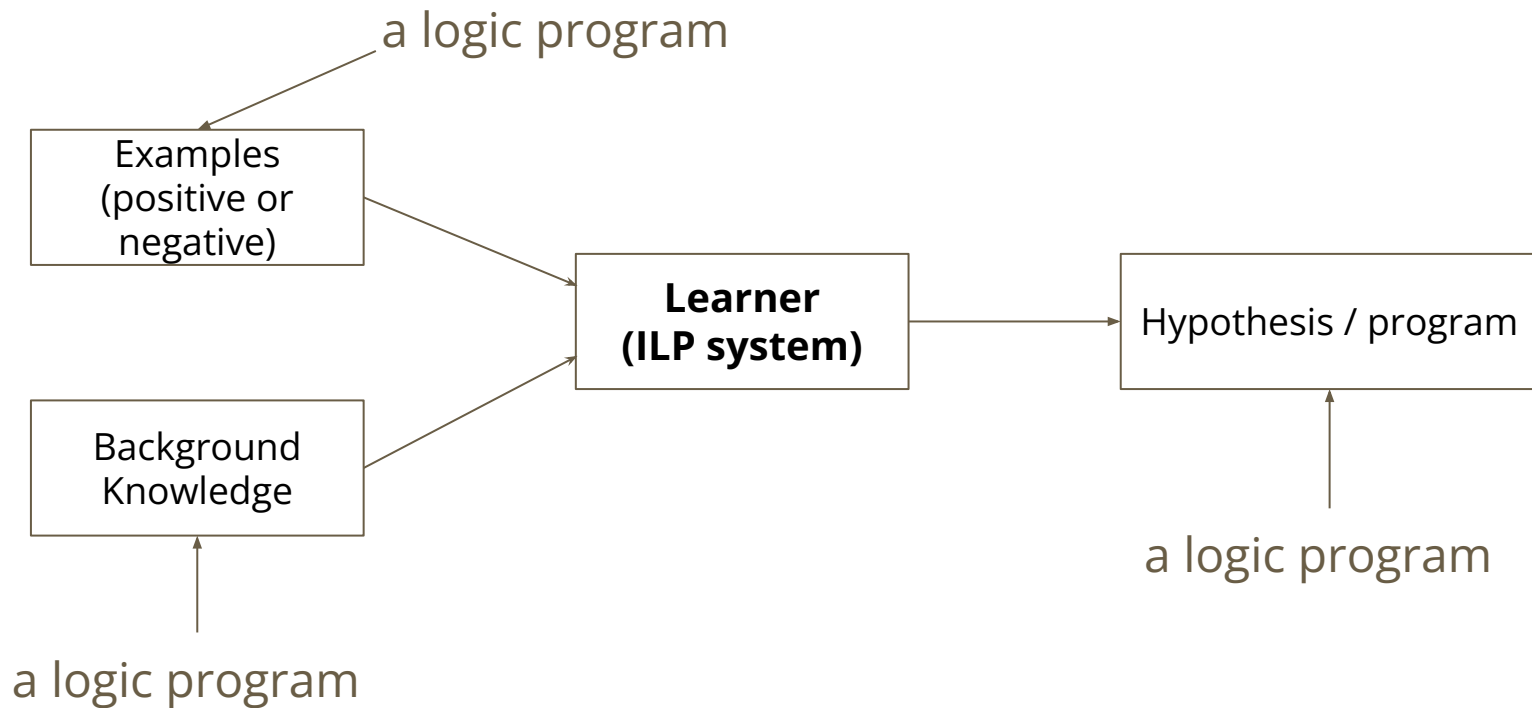 a logic program
Examples
(positive or
negative)
Learner
(ILP system)
Hypothesis / program
Background
Knowledge
a logic program
a logic program